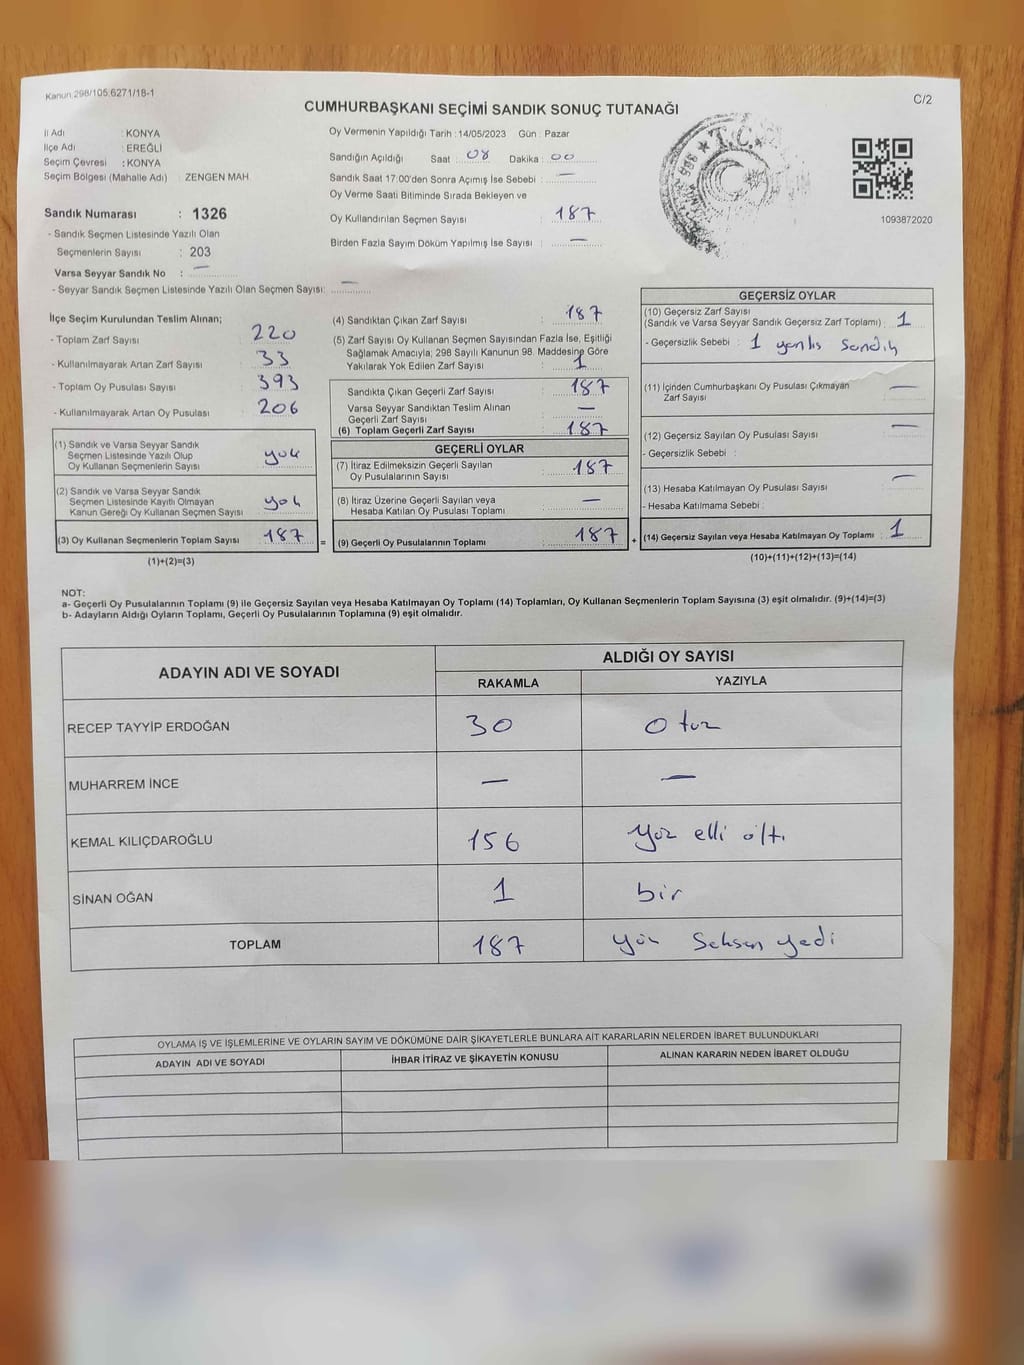 Kanun 298/105,6271/18-1
C/2
CUMHURBAŞKANI SEÇİMİ SANDIK SONUÇ TUTANAĞI
İl Adı : KONYA
İlçe Adı : EREĞLİ
Seçim Çevresi : KONYA
Seçim Bölgesi (Mahalle Adı) : ZENGEN MAH.
Sandık Numarası : 1326
- Sandık Seçmen Listesinde Yazılı Olan
Seçmenlerin Sayısı : 203
Varsa Seyyar Sandık No : —
- Seyyar Sandık Seçmen Listesinde Yazılı Olan Seçmen Sayısı: —
Oy Vermenin Yapıldığı Tarih :14/05/2023 Gün : Pazar
Sandığın Açıldığı Saat : 08 Dakika : 00
Sandık Saat 17:00'den Sonra Açımış İse Sebebi : —
Oy Verme Saati Bitiminde Sırada Bekleyen ve
Oy Kullandırılan Seçmen Sayısı : 187
Birden Fazla Sayım Döküm Yapılmış İse Sayısı : —
T.C.
1093872020
İlçe Seçim Kurulundan Teslim Alınan;
- Toplam Zarf Sayısı : 220
- Kullanılmayarak Artan Zarf Sayısı : 33
- Toplam Oy Pusulası Sayısı : 393
- Kullanılmayarak Artan Oy Pusulası : 206
(1) Sandık ve Varsa Seyyar Sandık
Seçmen Listesinde Yazılı Olup
Oy Kullanan Seçmenlerin Sayısı : yok
(2) Sandık ve Varsa Seyyar Sandık
Seçmen Listesinde Kayıtlı Olmayan
Kanun Gereği Oy Kullanan Seçmen Sayısı : yok
(3) Oy Kullanan Seçmenlerin Toplam Sayısı : 187
(1)+(2)=(3)
(4) Sandıktan Çıkan Zarf Sayısı : 187
(5) Zarf Sayısı Oy Kullanan Seçmen Sayısından Fazla İse, Eşitliği
Sağlamak Amacıyla; 298 Sayılı Kanunun 98. Maddesine Göre
Yakılarak Yok Edilen Zarf Sayısı : 1
Sandıkta Çıkan Geçerli Zarf Sayısı : 187
Varsa Seyyar Sandıktan Teslim Alınan
Geçerli Zarf Sayısı : —
(6) Toplam Geçerli Zarf Sayısı : 187
GEÇERLİ OYLAR
(7) İtiraz Edilmeksizin Geçerli Sayılan
Oy Pusulalarının Sayısı : 187
(8) İtiraz Üzerine Geçerli Sayılan veya
Hesaba Katılan Oy Pusulası Toplamı : —
= (9) Geçerli Oy Pusulalarının Toplamı : 187
GEÇERSİZ OYLAR
(10) Geçersiz Zarf Sayısı
(Sandık ve Varsa Seyyar Sandık Geçersiz Zarf Toplamı) : 1
- Geçersizlik Sebebi : 1 yanlıs Sandık
(11) İçinden Cumhurbaşkanı Oy Pusulası Çıkmayan
Zarf Sayısı : —
(12) Geçersiz Sayılan Oy Pusulası Sayısı : —
- Geçersizlik Sebebi :
(13) Hesaba Katılmayan Oy Pusulası Sayısı : —
- Hesaba Katılmama Sebebi :
+ (14) Geçersiz Sayılan veya Hesaba Katılmayan Oy Toplamı : 1
(10)+(11)+(12)+(13)=(14)
NOT:
a- Geçerli Oy Pusulalarının Toplamı (9) ile Geçersiz Sayılan veya Hesaba Katılmayan Oy Toplamı (14) Toplamları, Oy Kullanan Seçmenlerin Toplam Sayısına (3) eşit olmalıdır. (9)+(14)=(3)
b- Adayların Aldığı Oyların Toplamı, Geçerli Oy Pusulalarının Toplamına (9) eşit olmalıdır.
ADAYIN ADI VE SOYADI
ALDIĞI OY SAYISI
RAKAMLA YAZIYLA
RECEP TAYYİP ERDOĞAN 30 otuz
MUHARREM İNCE — —
KEMAL KILIÇDAROĞLU 156 yüz elli altı
SİNAN OĞAN 1 bir
TOPLAM 187 yüz Seksen yedi
OYLAMA İŞ VE İŞLEMLERİNE VE OYLARIN SAYIM VE DÖKÜMÜNE DAİR ŞİKAYETLERLE BUNLARA AİT KARARLARIN NELERDEN İBARET BULUNDUKLARI
ADAYIN ADI VE SOYADI İHBAR İTİRAZ VE ŞİKAYETİN KONUSU ALINAN KARARIN NEDEN İBARET OLDUĞU